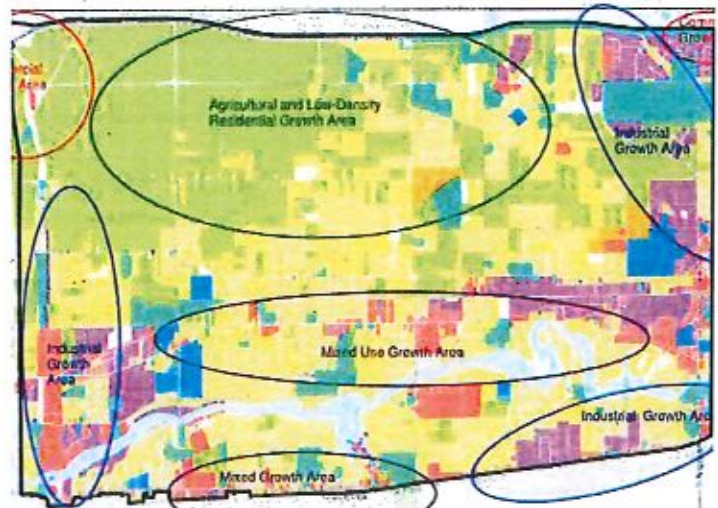 Agricultural and Low-Density
Residential Growth Area
Industrial
Growth Area
Area
Industrial
Growth
Area
Mixed Use Growth Area
Industrial Growth Are
Mixed Growth Area